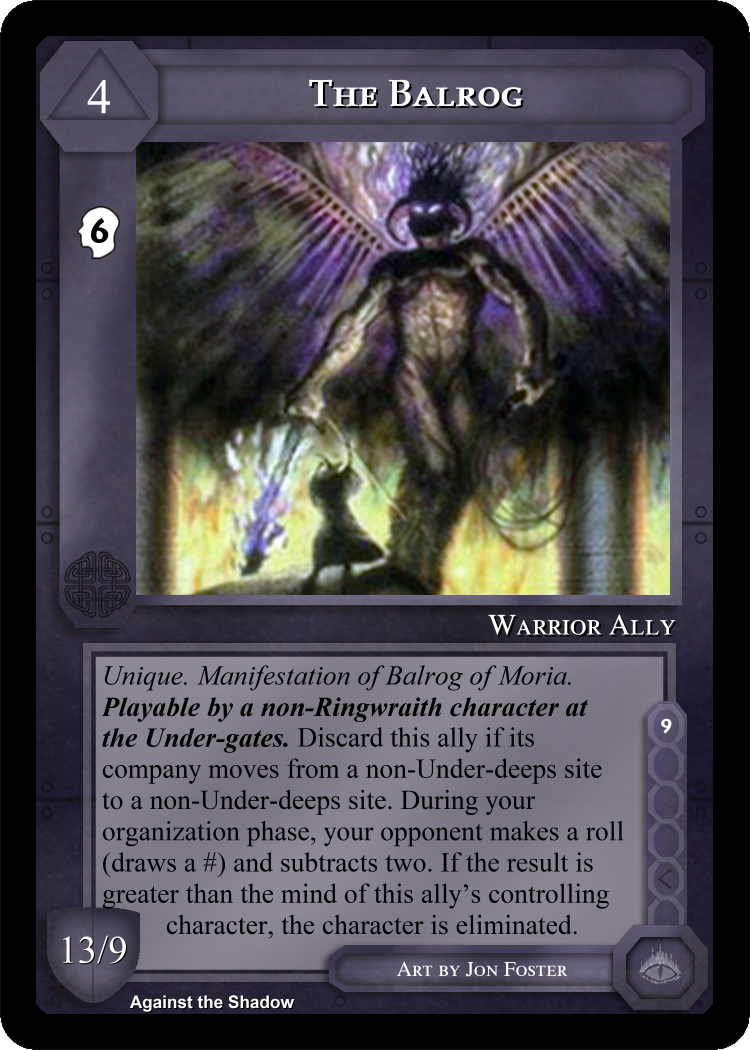 4
The Balrog
6
Warrior Ally
Unique. Manifestation of Balrog of Moria.
Playable by a non-Ringwraith character at
the Under-gates. Discard this ally if its
company moves from a non-Under-deeps site
to a non-Under-deeps site. During your
organization phase, your opponent makes a roll
(draws a #) and subtracts two. If the result is
greater than the mind of this ally’s controlling
character, the character is eliminated.
9
13/9
Art by Jon Foster
Against the Shadow